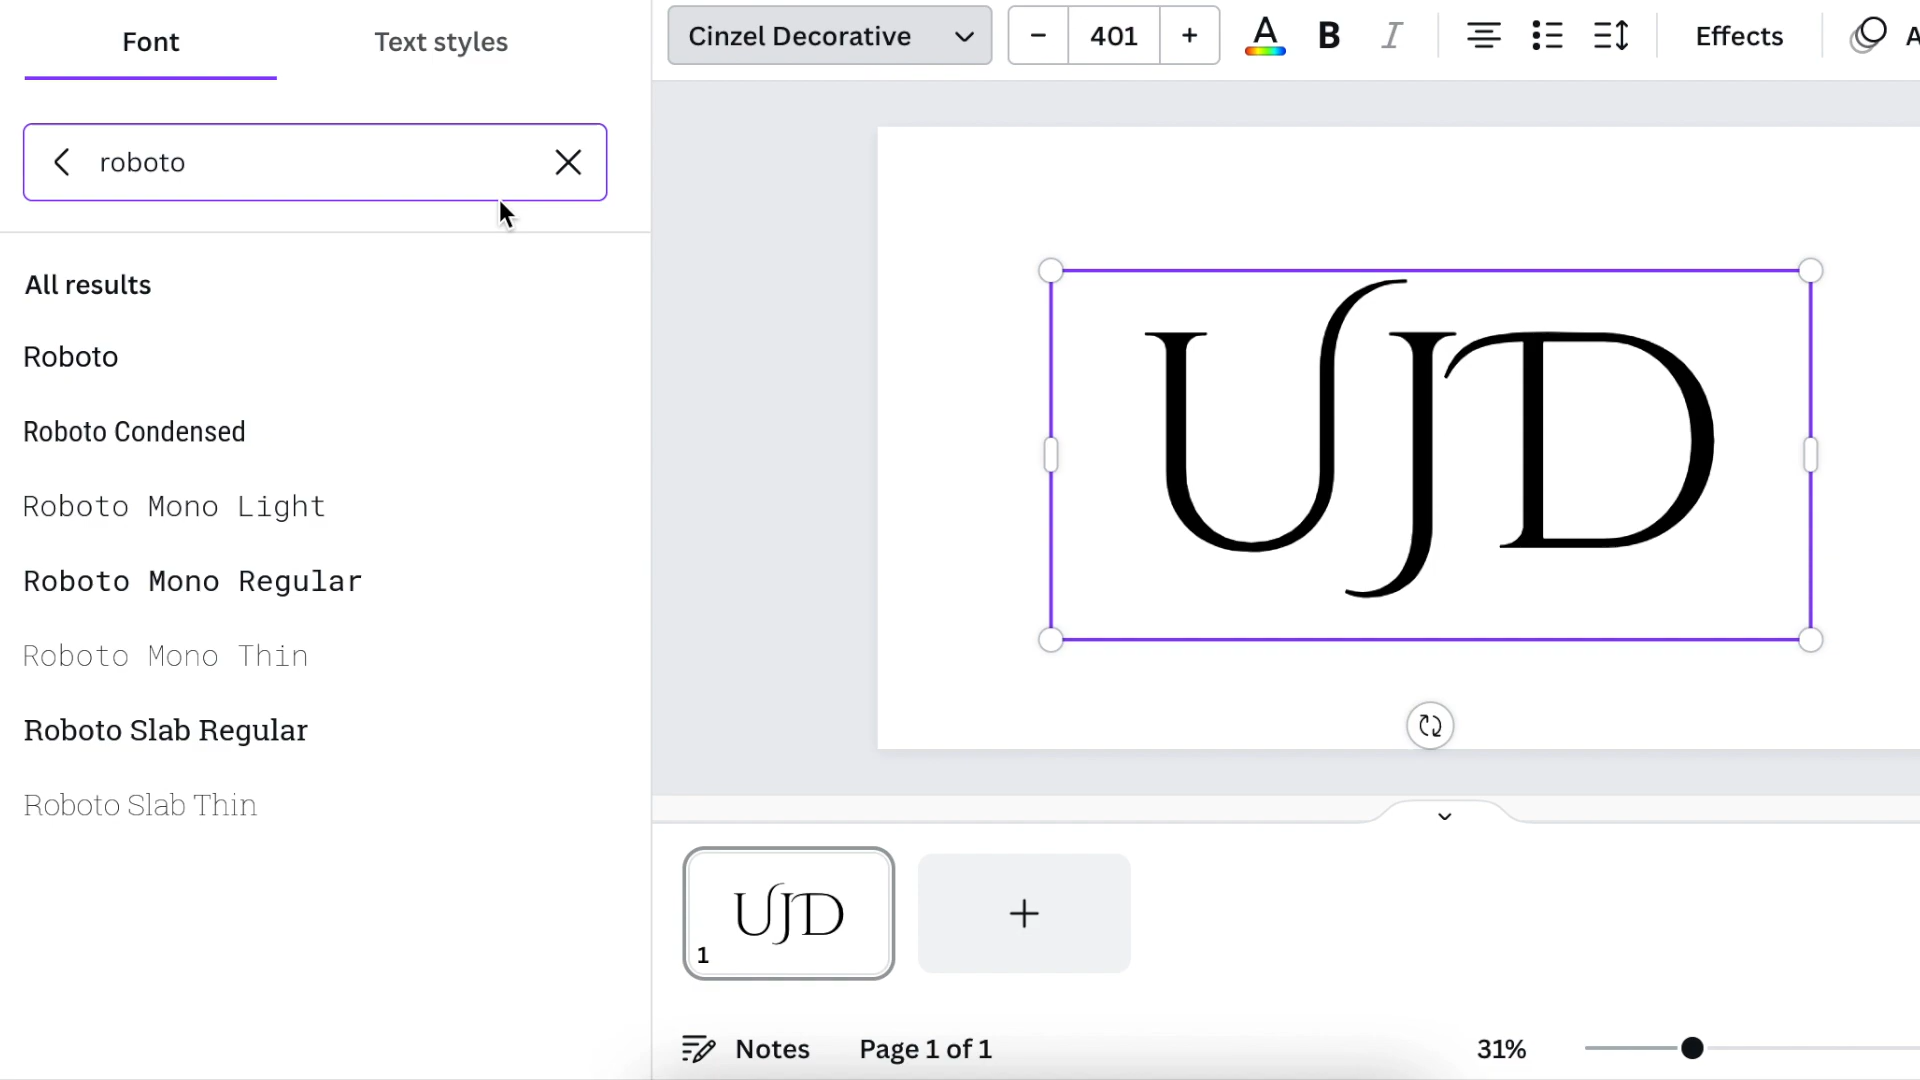 Font
Text styles
roboto
All results
Roboto
Roboto Condensed
Roboto Mono Light
Roboto Mono Regular
Roboto Mono Thin
Roboto Slab Regular
Roboto Slab Thin
Cinzel Decorative
− 401 +
A B I
Effects
A
UJD
UJD
1
+
Notes
Page 1 of 1
31%